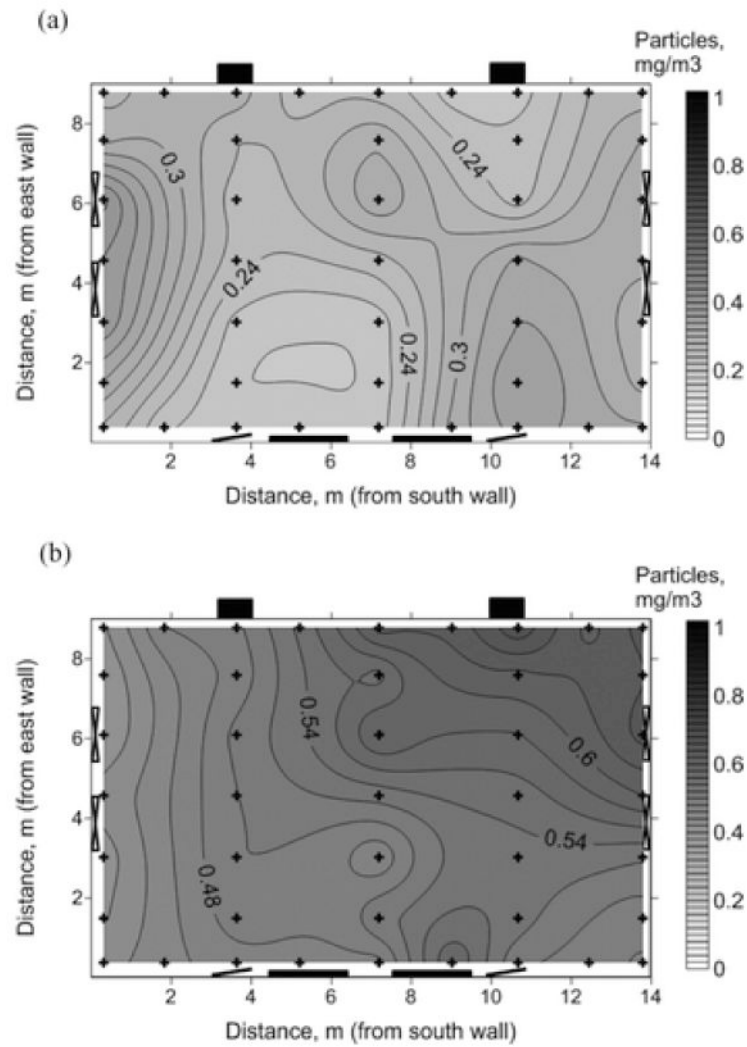 (a)
Particles,
mg/m3
1
0.8
0.6
0.4
0.2
0
8
6
4
2
Distance, m (from east wall)
0.3
0.24
0.24
0.24
0.3
2 4 6 8 10 12 14
Distance, m (from south wall)
(b)
Particles,
mg/m3
1
0.8
0.6
0.4
0.2
0
8
6
4
2
Distance, m (from east wall)
0.54
0.6
0.54
0.48
2 4 6 8 10 12 14
Distance, m (from south wall)